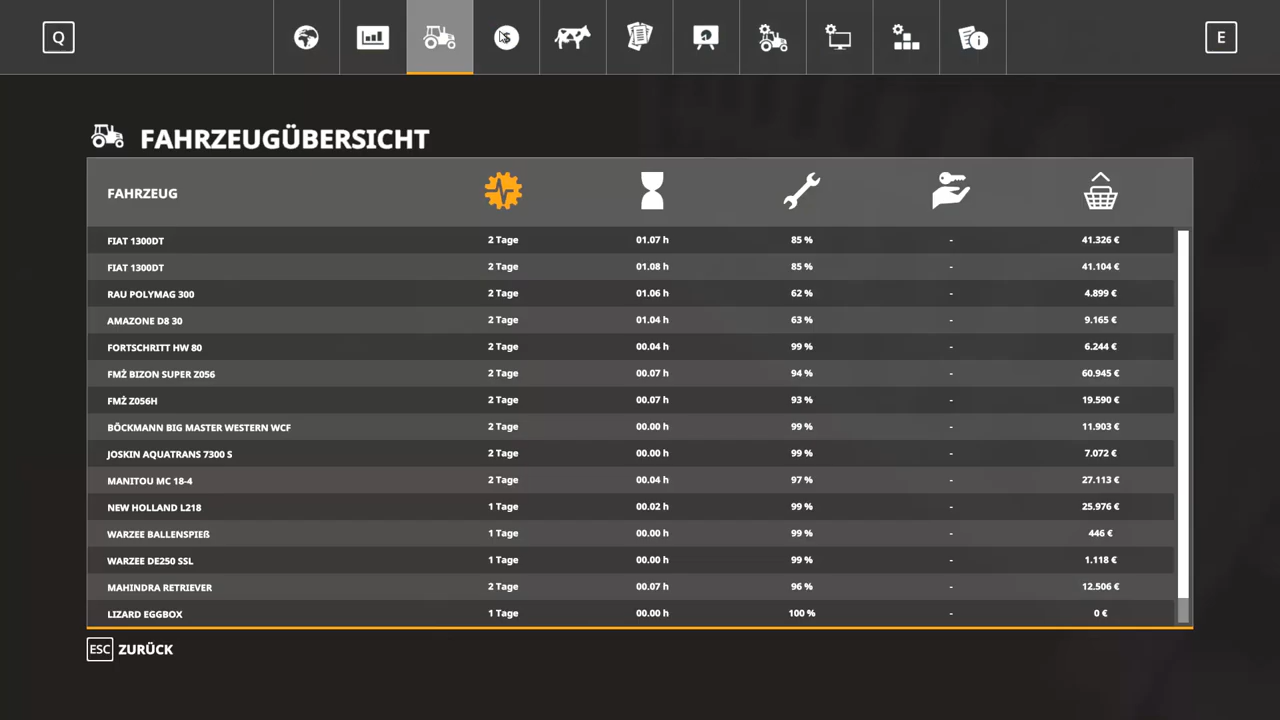 Q
E
FAHRZEUGÜBERSICHT
FAHRZEUG
FIAT 1300DT 2 Tage 01.07 h 85 % - 41.326 €
FIAT 1300DT 2 Tage 01.08 h 85 % - 41.104 €
RAU POLYMAG 300 2 Tage 01.06 h 62 % - 4.899 €
AMAZONE D8 30 2 Tage 01.04 h 63 % - 9.165 €
FORTSCHRITT HW 80 2 Tage 00.04 h 99 % - 6.244 €
FMŻ BIZON SUPER Z056 2 Tage 00.07 h 94 % - 60.945 €
FMŻ Z056H 2 Tage 00.07 h 93 % - 19.590 €
BÖCKMANN BIG MASTER WESTERN WCF 2 Tage 00.00 h 99 % - 11.903 €
JOSKIN AQUATRANS 7300 S 2 Tage 00.00 h 99 % - 7.072 €
MANITOU MC 18-4 2 Tage 00.04 h 97 % - 27.113 €
NEW HOLLAND L218 1 Tage 00.02 h 99 % - 25.976 €
WARZEE BALLENSPIEß 1 Tage 00.00 h 99 % - 446 €
WARZEE DE250 SSL 1 Tage 00.00 h 99 % - 1.118 €
MAHINDRA RETRIEVER 2 Tage 00.07 h 96 % - 12.506 €
LIZARD EGGBOX 1 Tage 00.00 h 100 % - 0 €
ESC ZURÜCK